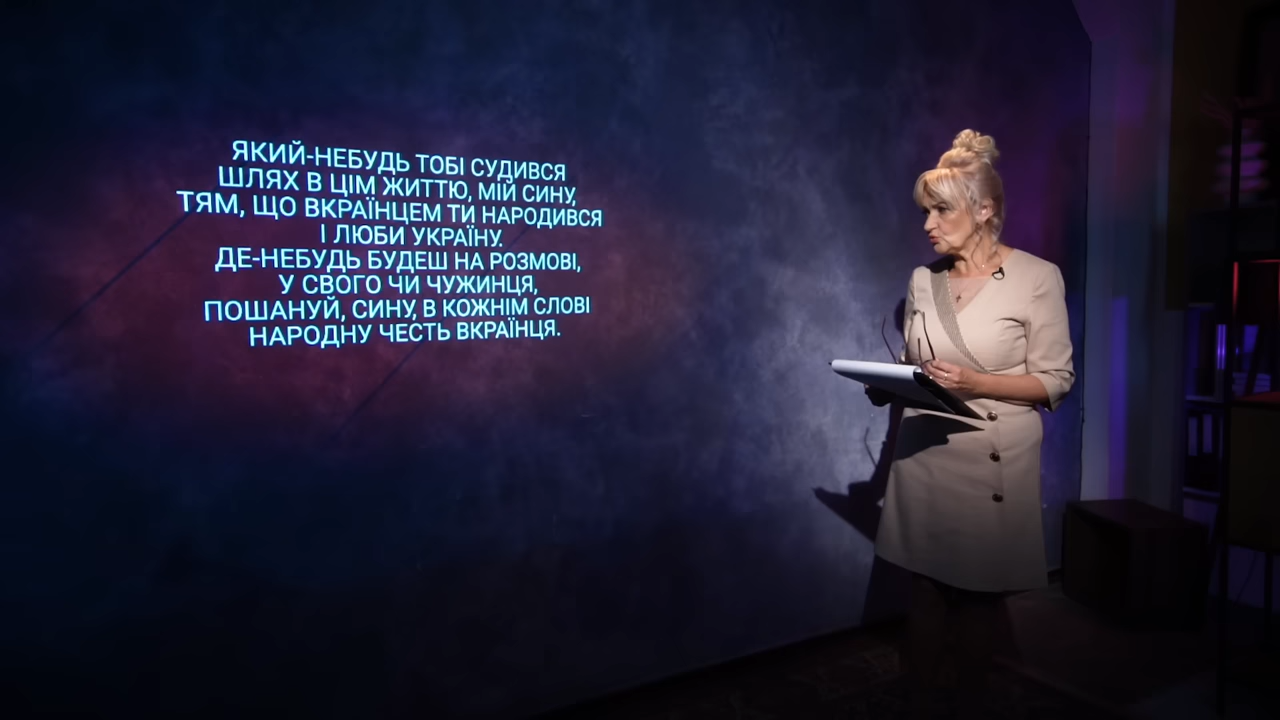 ЯКИЙ-НЕБУДЬ ТОБІ СУДИВСЯ
ШЛЯХ В ЦІМ ЖИТТЮ, МІЙ СИНУ,
ТЯМ, ЩО ВКРАЇНЦЕМ ТИ НАРОДИВСЯ
І ЛЮБИ УКРАЇНУ.
ДЕ-НЕБУДЬ БУДЕШ НА РОЗМОВІ,
У СВОГО ЧИ ЧУЖИНЦЯ,
ПОШАНУЙ, СИНУ, В КОЖНІМ СЛОВІ
НАРОДНУ ЧЕСТЬ ВКРАЇНЦЯ.